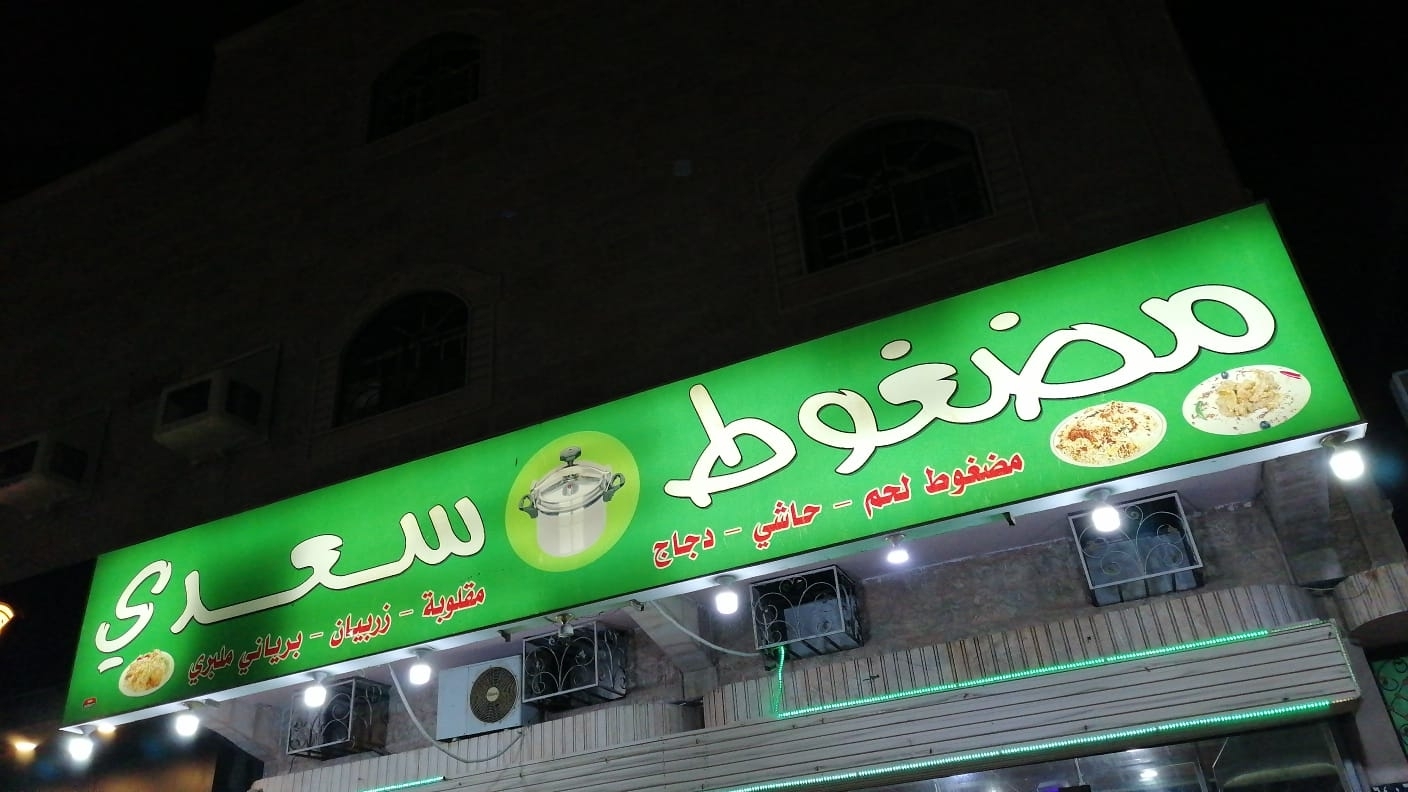 مضغوط سعدي
مضغوط لحم - حاشي - دجاج
مقلوبة - زربيان - برياني ملبري